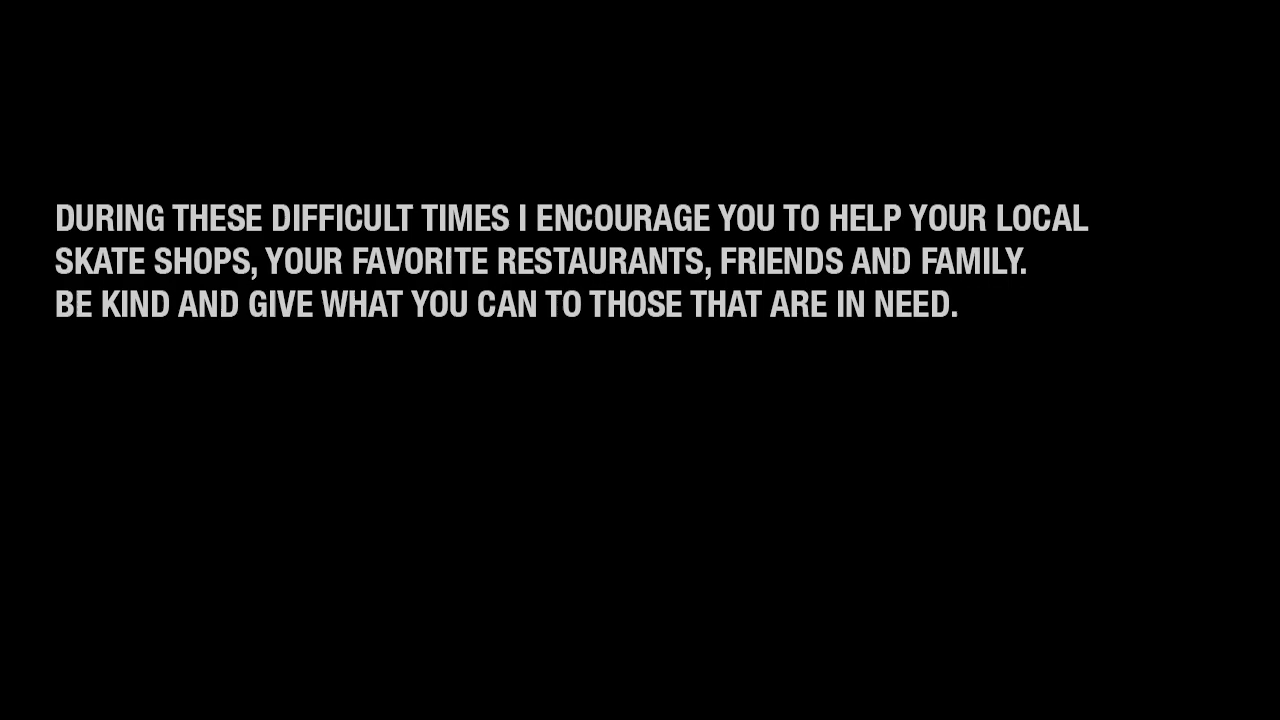 DURING THESE DIFFICULT TIMES I ENCOURAGE YOU TO HELP YOUR LOCAL
SKATE SHOPS, YOUR FAVORITE RESTAURANTS, FRIENDS AND FAMILY.
BE KIND AND GIVE WHAT YOU CAN TO THOSE THAT ARE IN NEED.